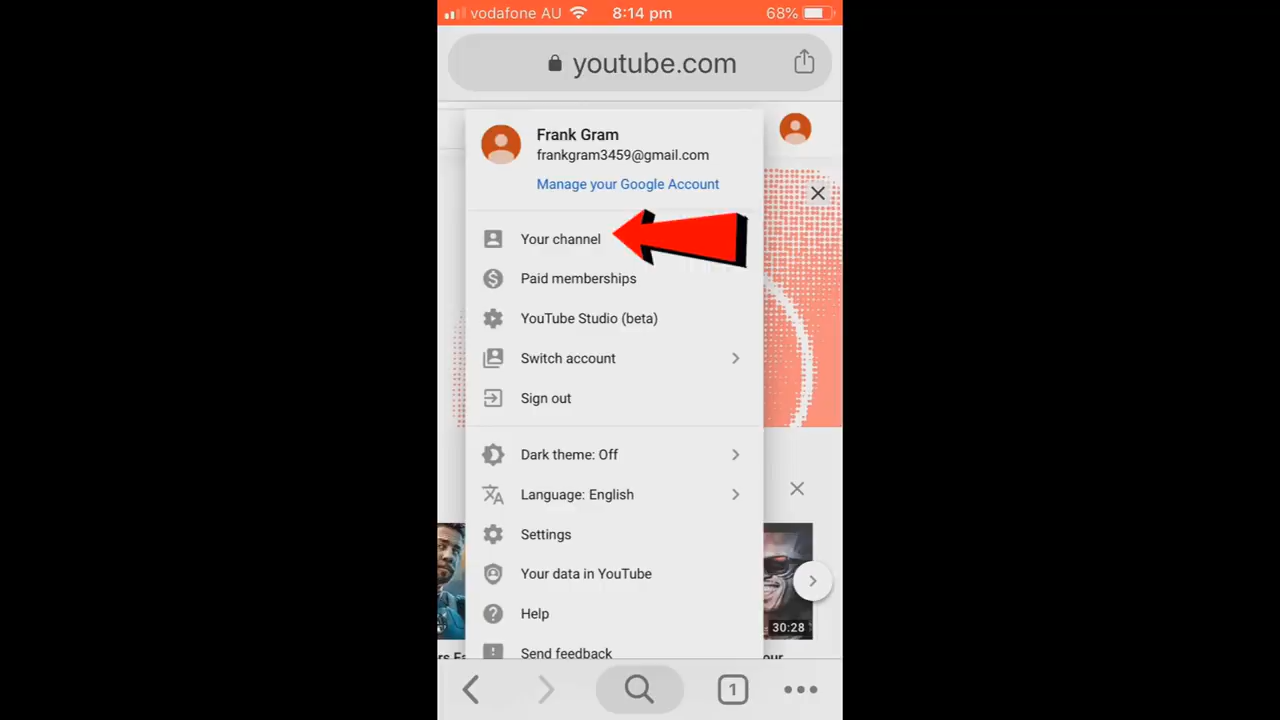 vodafone AU 8:14 pm 68%
youtube.com
Frank Gram
frankgram3459@gmail.com
Manage your Google Account
Your channel
Paid memberships
YouTube Studio (beta)
Switch account
Sign out
Dark theme: Off
Language: English
Settings
Your data in YouTube
Help
30:28
Send feedback
1